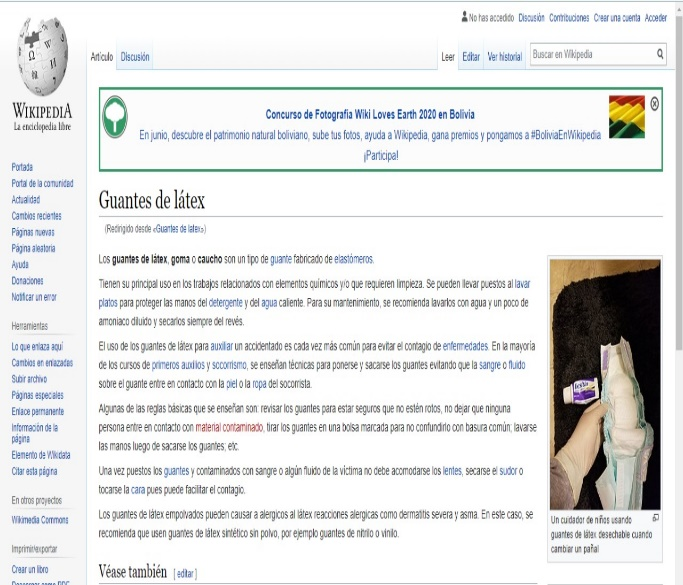 No has accedido Discusión Contribuciones Crear una cuenta Acceder
Artículo Discusión
Leer Editar Ver historial Buscar en Wikipedia
WIKIPEDIA
La enciclopedia libre
Concurso de Fotografía Wiki Loves Earth 2020 en Bolivia
En junio, descubre el patrimonio natural boliviano, sube tus fotos, ayuda a Wikipedia, gana premios y pongamos a #BoliviaEnWikipedia
¡Participa!
Portada
Portal de la comunidad
Actualidad
Cambios recientes
Páginas nuevas
Página aleatoria
Ayuda
Donaciones
Notificar un error
Herramientas
Lo que enlaza aquí
Cambios en enlazadas
Subir archivo
Páginas especiales
Enlace permanente
Información de la
página
Elemento de Wikidata
Citar esta página
En otros proyectos
Wikimedia Commons
Imprimir/exportar
Crear un libro
Descargar como PDF
Guantes de látex
(Redirigido desde «Guantes de latex»)
Los guantes de látex, goma o caucho son un tipo de guante fabricado de elastómeros.
Tienen su principal uso en los trabajos relacionados con elementos químicos y/o que requieren limpieza. Se pueden llevar puestos al lavar
platos para proteger las manos del detergente y del agua caliente. Para su mantenimiento, se recomienda lavarlos con agua y un poco de
amoniaco diluido y secarlos siempre del revés.
El uso de los guantes de látex para auxiliar un accidentado es cada vez más común para evitar el contagio de enfermedades. En la mayoría
de los cursos de primeros auxilios y socorrismo, se enseñan técnicas para ponerse y sacarse los guantes evitando que la sangre o fluido
sobre el guante entre en contacto con la piel o la ropa del socorrista.
Algunas de las reglas básicas que se enseñan son: revisar los guantes para estar seguros que no estén rotos, no dejar que ninguna
persona entre en contacto con material contaminado, tirar los guantes en una bolsa marcada para no confundirlo con basura común; lavarse
las manos luego de sacarse los guantes; etc.
Una vez puestos los guantes y contaminados con sangre o algún fluido de la víctima no debe acomodarse los lentes, secarse el sudor o
tocarse la cara pues puede facilitar el contagio.
Los guantes de látex empolvados pueden causar a alergicos al látex reacciones alergicas como dermatitis severa y asma. En este caso, se
recomienda que usen guantes de látex sintético sin polvo, por ejemplo guantes de nitrilo o vinilo.
Véase también [ editar ]
Un cuidador de niños usando
guantes de látex desechable cuando
cambiar un pañal